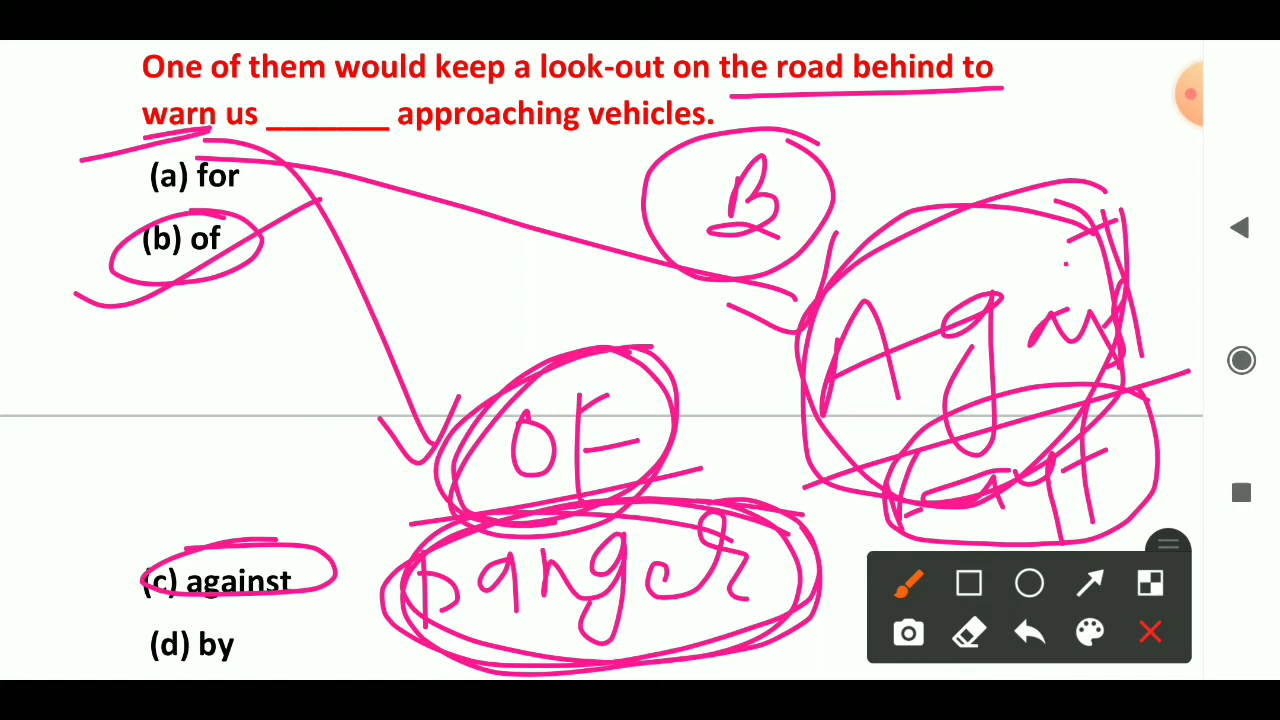 One of them would keep a look-out on the road behind to
warn us _______ approaching vehicles.
(a) for
(b) of
B
OF
Danger
(c) against
(d) by